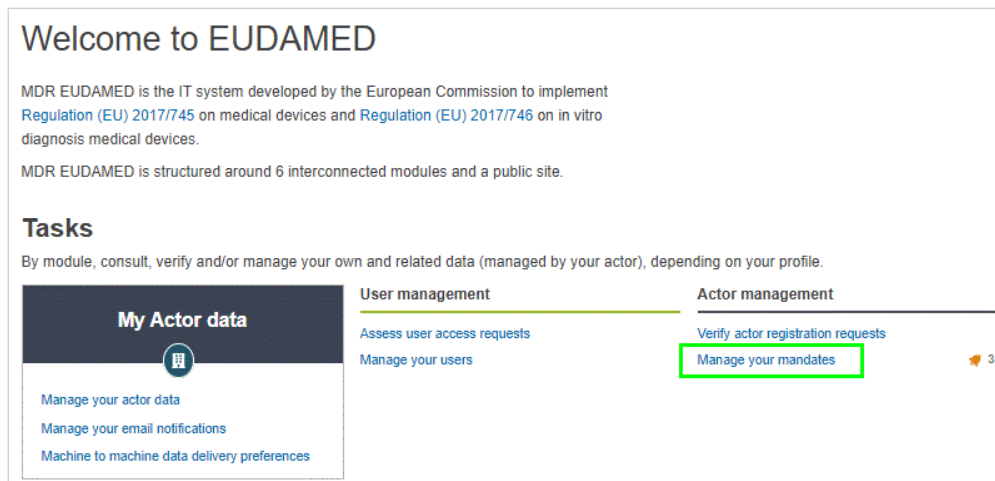 Welcome to EUDAMED
MDR EUDAMED is the IT system developed by the European Commission to implement
Regulation (EU) 2017/745 on medical devices and Regulation (EU) 2017/746 on in vitro
diagnosis medical devices.
MDR EUDAMED is structured around 6 interconnected modules and a public site.
Tasks
By module, consult, verify and/or manage your own and related data (managed by your actor), depending on your profile.
My Actor data
Manage your actor data
Manage your email notifications
Machine to machine data delivery preferences
User management
Assess user access requests
Manage your users
Actor management
Verify actor registration requests
Manage your mandates
3